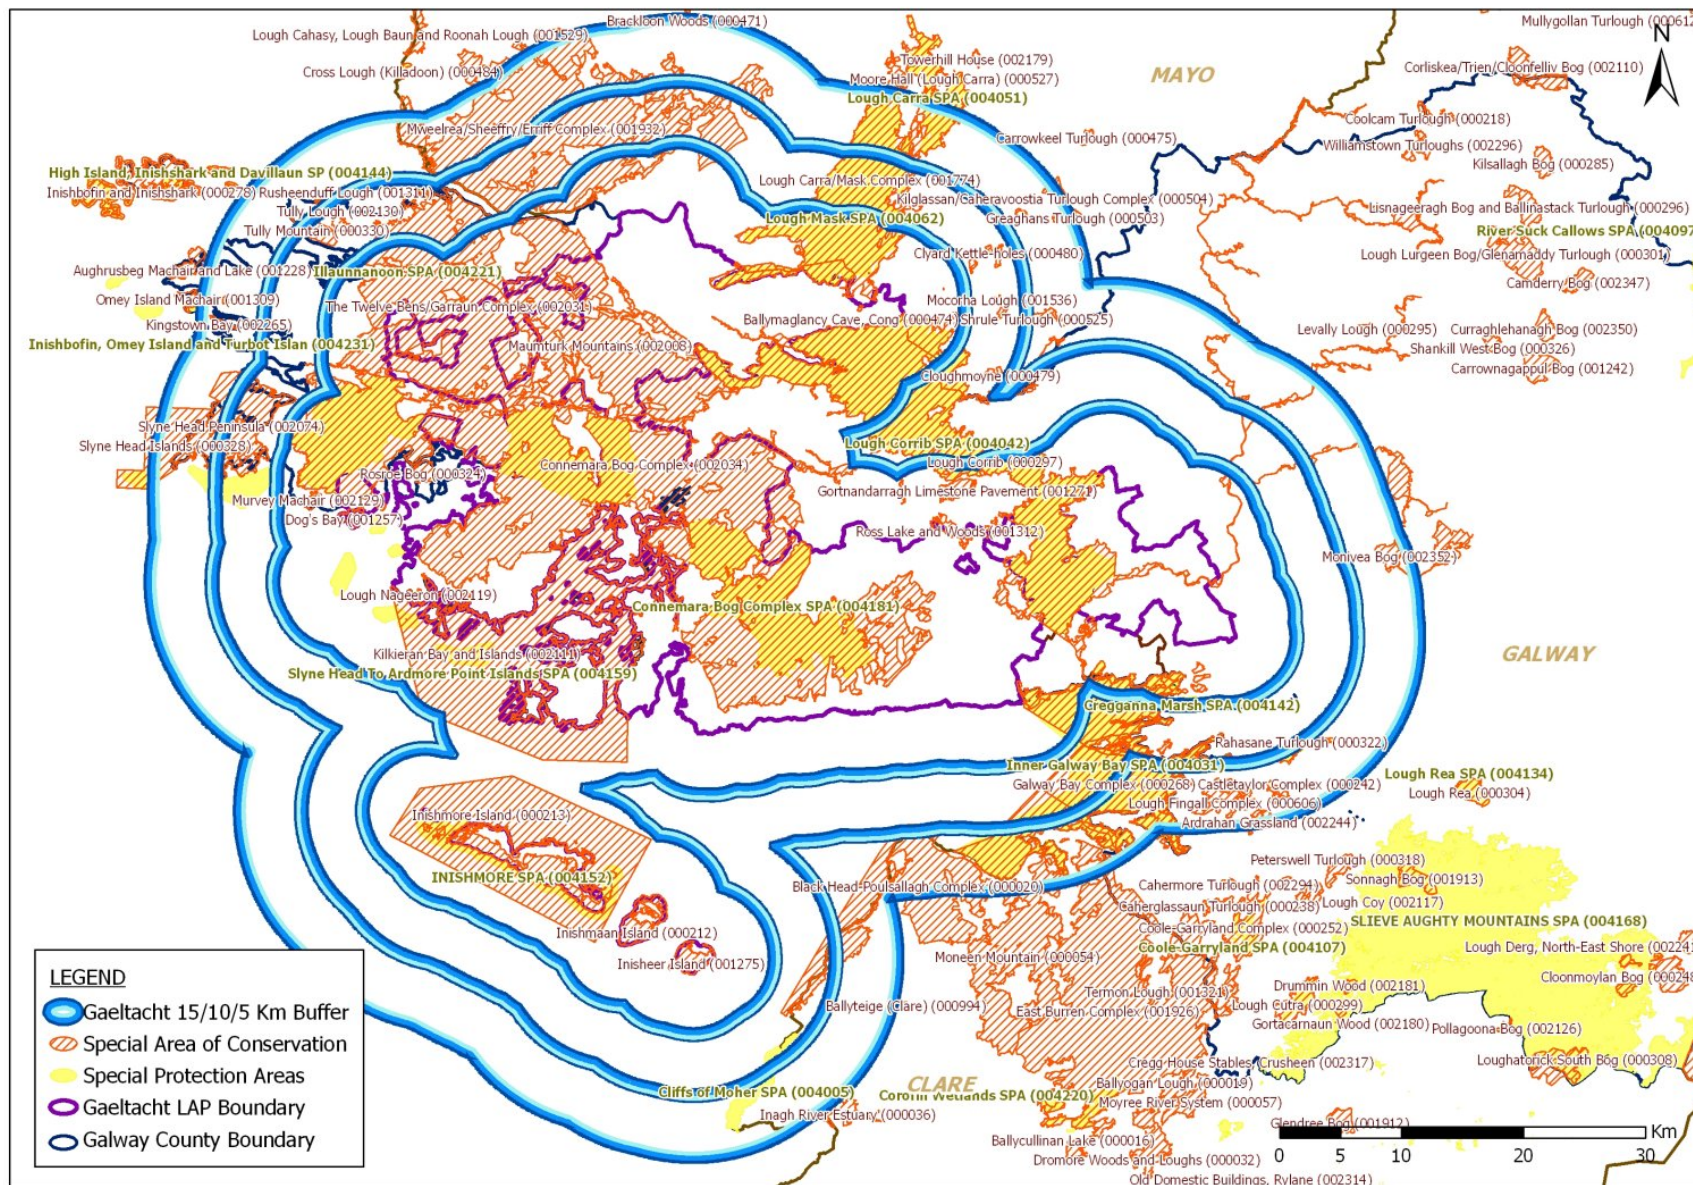 Brackloon Woods (000471)
Mullygollan Turlough (000612
Lough Cahasy, Lough Baun and Roonah Lough (001529)
N
Towerhill House (002179)
Cross Lough (Killadoon) (000484)
Moore Hall (Lough Carra) (000527)
MAYO
Corliskea/Trien/Cloonfelliv Bog (002110)
Lough Carra SPA (004051)
Coolcam Turlough (000218)
Mweelrea/Sheeffry/Erriff Complex (001932)
Carrowkeel Turlough (000475)
Williamstown Turloughs (002296)
Kilsallagh Bog (000285)
High Island, Inishshark and Davillaun SP (004144)
Lough Carra/Mask Complex (001774)
Inishbofin and Inishshark (000278)
Rusheenduff Lough (001311)
Kilglassan/Caheravoostia Turlough Complex (000504)
Tully Lough (002130)
Lough Mask SPA (004062)
Greaghans Turlough (000503)
Lisnageeragh Bog and Ballinastack Turlough (000296)
Tully Mountain (000330)
River Suck Callows SPA (004097
Clyard Kettle-holes (000480)
Lough Lurgeen Bog/Glenamaddy Turlough (000301)
Aughrusbeg Machair and Lake (001228)
Illaunnanoon SPA (004221)
Camderry Bog (002347)
Omey Island Machair (001309)
The Twelve Bens/Garraun Complex (002031)
Mocorha Lough (001536)
Kingstown Bay (002265)
Ballymaglancy Cave, Cong (000474)
Shrule Turlough (000525)
Levally Lough (000295)
Curraghlehanagh Bog (002350)
Inishbofin, Omey Island and Turbot Islan (004231)
Maumturk Mountains (002008)
Shankill West Bog (000326)
Carrownagappul Bog (001242)
Cloughmoyne (000479)
Slyne Head Peninsula (002074)
Slyne Head Islands (000328)
Lough Corrib SPA (004042)
Rosroe Bog (000324)
Connemara Bog Complex (002034)
Lough Corrib (000297)
Murvey Machair (002129)
Gortnandarragh Limestone Pavement (001271)
Dog's Bay (001257)
Ross Lake and Woods (001312)
Monivea Bog (002352)
Lough Nageeron (002119)
Connemara Bog Complex SPA (004181)
Kilkieran Bay and Islands (002111)
GALWAY
Slyne Head To Ardmore Point Islands SPA (004159)
Cregganna Marsh SPA (004142)
Rahasane Turlough (000322)
Inner Galway Bay SPA (004031)
Lough Rea SPA (004134)
Galway Bay Complex (000268)
Castletaylor Complex (000242)
Lough Rea (000304)
Lough Fingall Complex (000606)
Inishmore Island (000213)
Ardrahan Grassland (002244)
Peterswell Turlough (000318)
INISHMORE SPA (004152)
Black Head-Poulsallagh Complex (000020)
Cahermore Turlough (002294)
Sonnagh Bog (001913)
Caherglassaun Turlough (000238)
Lough Coy (002117)
Inishmaan Island (000212)
Coole-Garryland Complex (000252)
SLIEVE AUGHTY MOUNTAINS SPA (004168)
Coole-Garryland SPA (004107)
Lough Derg, North-East Shore (002241
Inisheer Island (001275)
Moneen Mountain (000054)
Cloonmoylan Bog (000248
Termon Lough (001321)
Drummin Wood (002181)
Ballyteige (Clare) (000994)
East Burren Complex (001926)
Lough Cutra (000299)
Gortacarnaun Wood (002180)
Pollagoona Bog (002126)
Cregg House Stables, Crusheen (002317)
Loughatorick South Bog (000308)
CLARE
Ballyogan Lough (000019)
Cliffs of Moher SPA (004005)
Corofin Wetlands SPA (004220)
Moyree River System (000057)
Inagh River Estuary (000036)
Glendree Bog (001912)
Ballycullinan Lake (000016)
Dromore Woods and Loughs (000032)
Old Domestic Buildings, Rylane (002314)
LEGEND
Gaeltacht 15/10/5 Km Buffer
Special Area of Conservation
Special Protection Areas
Gaeltacht LAP Boundary
Galway County Boundary
Km
0 5 10 20 30